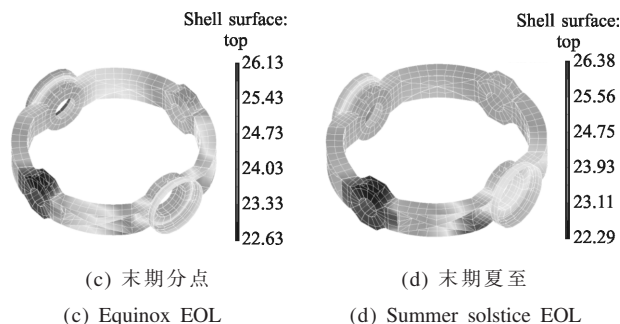 Shell surface:
top
26.13
25.43
24.73
24.03
23.33
22.63
(c) 末期分点
(c) Equinox EOL
Shell surface:
top
26.38
25.56
24.75
23.93
23.11
22.29
(d) 末期夏至
(d) Summer solstice EOL